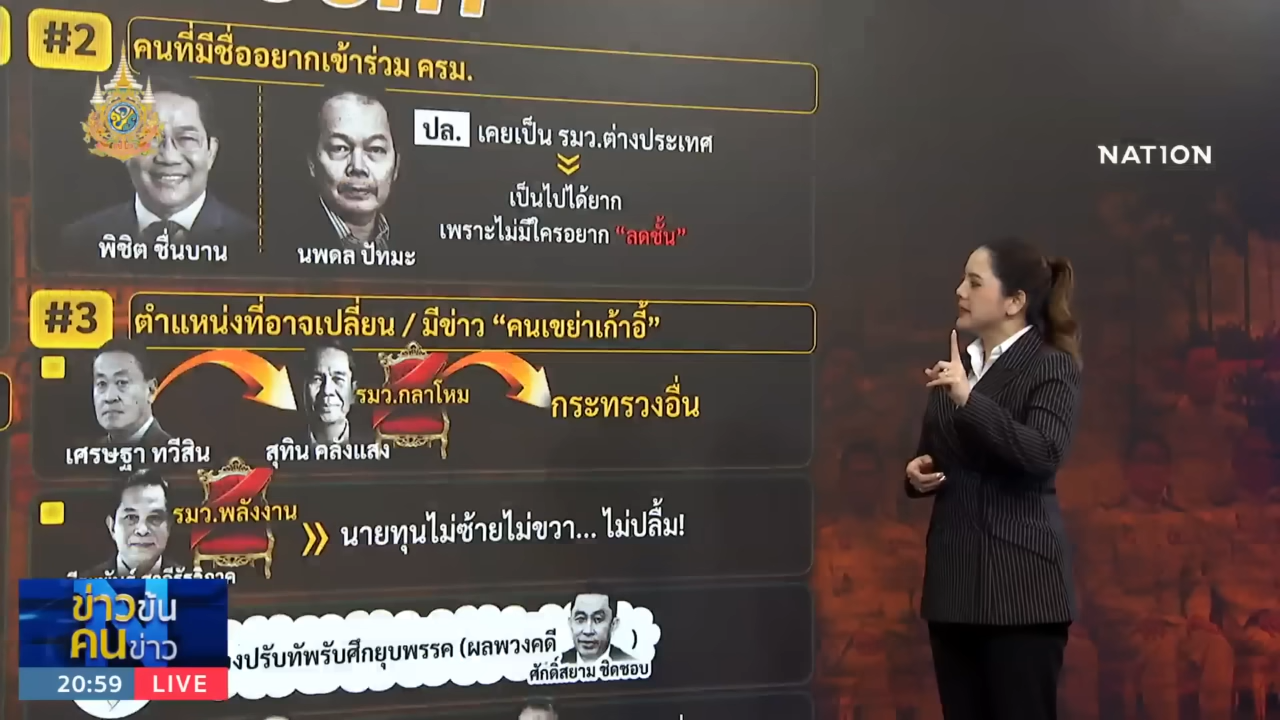 #2
คนที่มีชื่ออยากเข้าร่วม ครม.
ปล. เคยเป็น รมว.ต่างประเทศ
เป็นไปได้ยาก
เพราะไม่มีใครอยาก “ลดชั้น”
พิชิต ชื่นบาน
นพดล ปัทมะ
NATION
#3
ตำแหน่งที่อาจเปลี่ยน / มีข่าว “คนเขย่าเก้าอี้”
รมว.กลาโหม
กระทรวงอื่น
เศรษฐา ทวีสิน
สุทิน คลังแสง
รมว.พลังงาน
นายทุนไม่ซ้ายไม่ขวา... ไม่ปลื้ม!
ปรับทัพรับศึกยุบพรรค (ผลพวงคดี )
ศักดิ์สยาม ชิดชอบ
ข่าวข้น
คนข่าว
20:59 LIVE